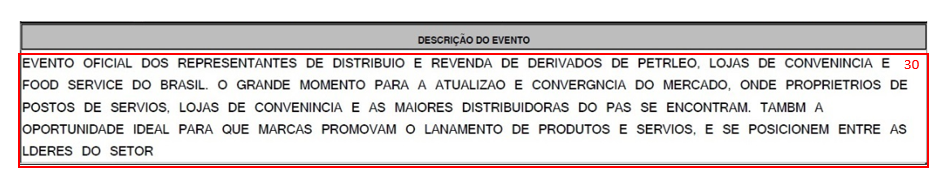 DESCRIÇÃO DO EVENTO
EVENTO OFICIAL DOS REPRESENTANTES DE DISTRIBUIO E REVENDA DE DERIVADOS DE PETRLEO, LOJAS DE CONVENINCIA E 30
FOOD SERVICE DO BRASIL. O GRANDE MOMENTO PARA A ATUALIZAO E CONVERGNCIA DO MERCADO, ONDE PROPRIETRIOS DE
POSTOS DE SERVIOS, LOJAS DE CONVENINCIA E AS MAIORES DISTRIBUIDORAS DO PAS SE ENCONTRAM. TAMBM A
OPORTUNIDADE IDEAL PARA QUE MARCAS PROMOVAM O LANAMENTO DE PRODUTOS E SERVIOS, E SE POSICIONEM ENTRE AS
LDERES DO SETOR